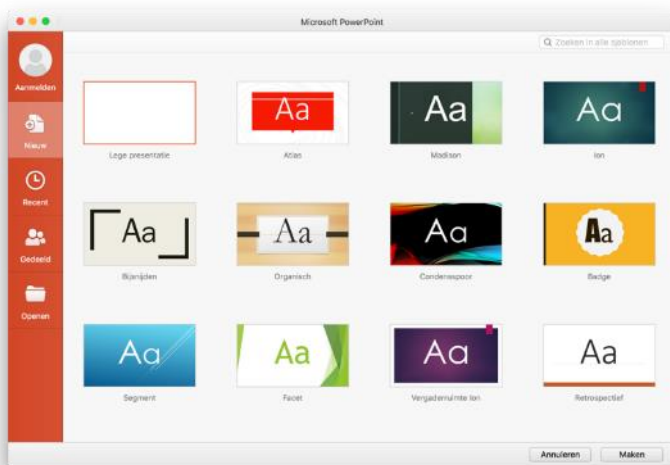 Microsoft PowerPoint
Zoeken in alle sjablonen
Aanmelden
Nieuw
Recent
Gedeeld
Openen
Lege presentatie
Aa
Atlas
Aa
Madison
Aa
Ion
Aa
Bijsnijden
Aa
Organisch
Aa
Condensspoor
Aa
Badge
Aa
Segment
Aa
Facet
Aa
Vergaderruimte Ion
Aa
Retrospectief
Annuleren
Maken